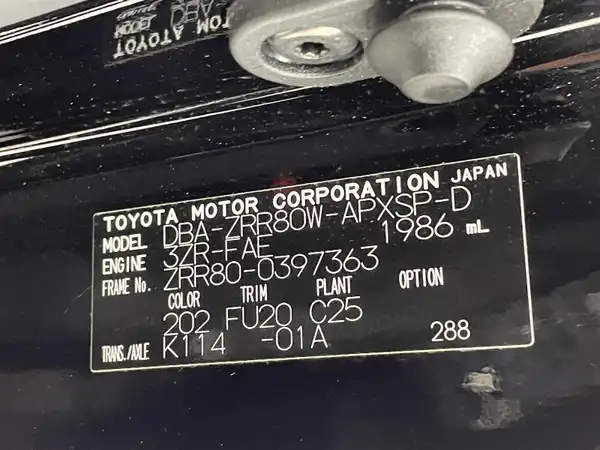 TOYOTA MOTOR CORPORATION JAPAN
MODEL DBA-ZRR80W-APXSP-D
ENGINE 3ZR-FAE 1986 mL
FRAME No. ZRR80-0397363
COLOR TRIM PLANT OPTION
202 FU20 C25
TRANS./AXLE K114 -01A 288